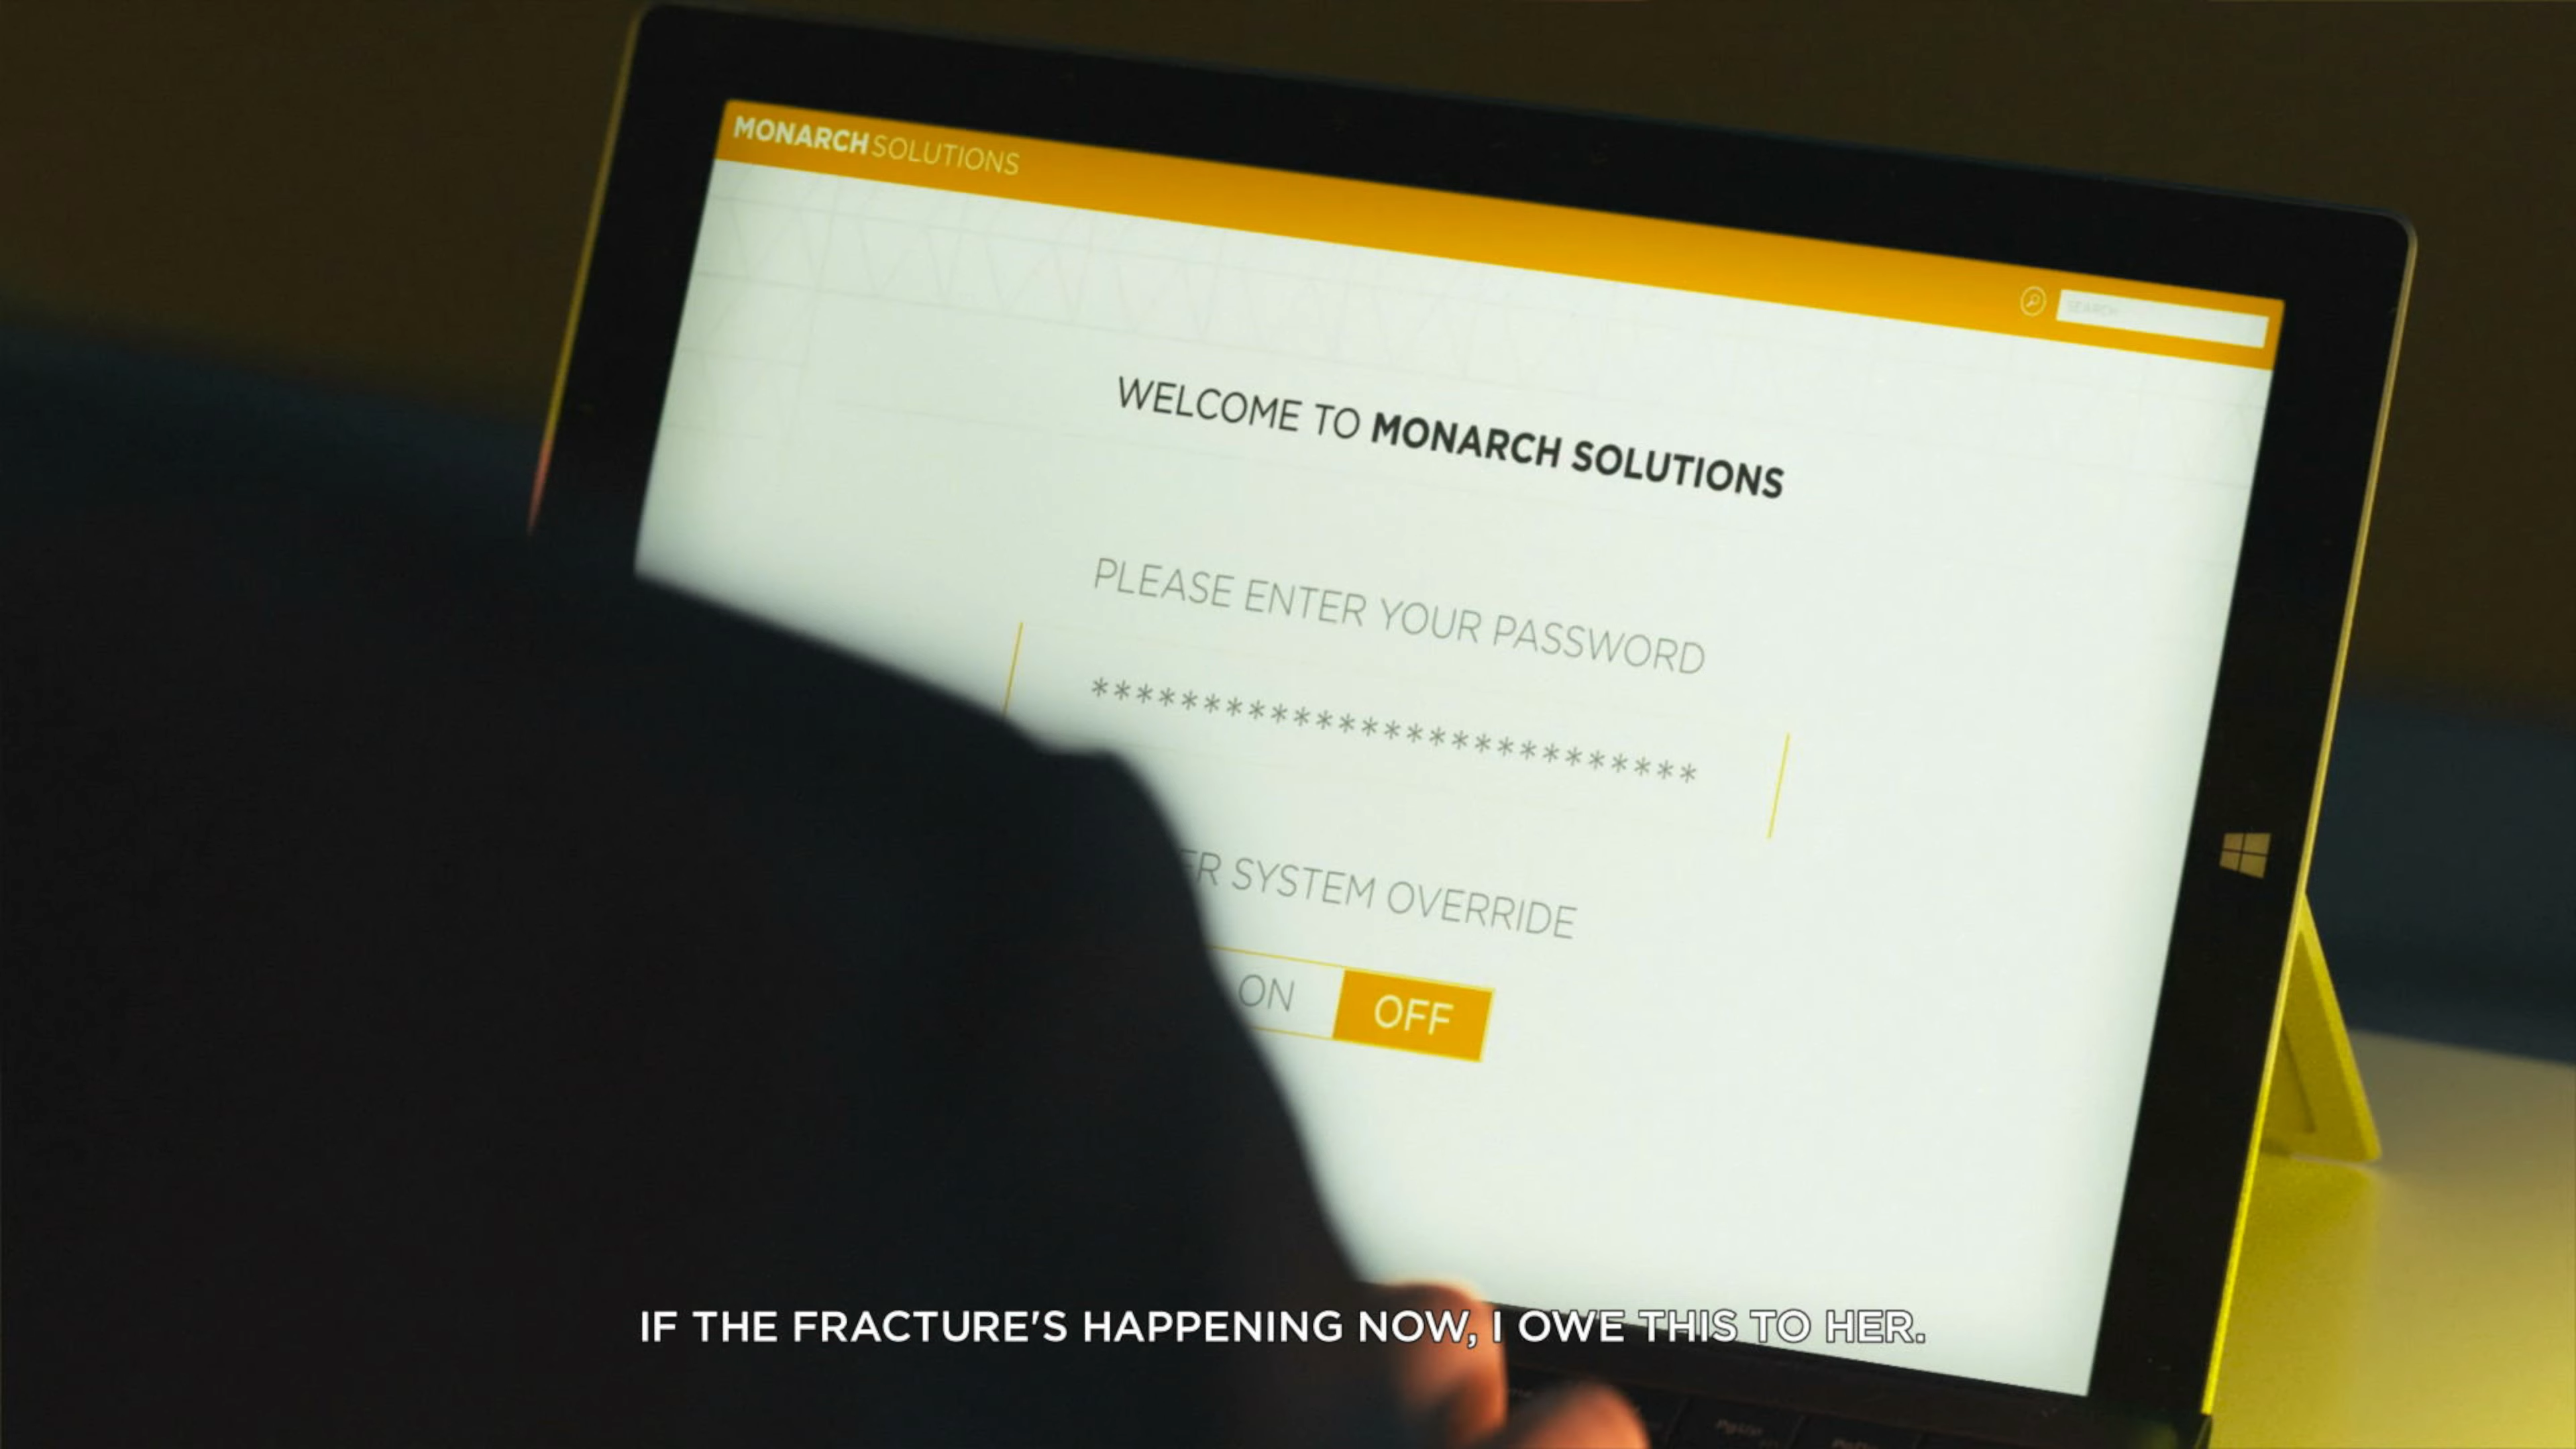 MONARCH SOLUTIONS
SEARCH
WELCOME TO MONARCH SOLUTIONS
PLEASE ENTER YOUR PASSWORD
***************************
SYSTEM OVERRIDE
ON OFF
IF THE FRACTURE'S HAPPENING NOW, I OWE THIS TO HER.